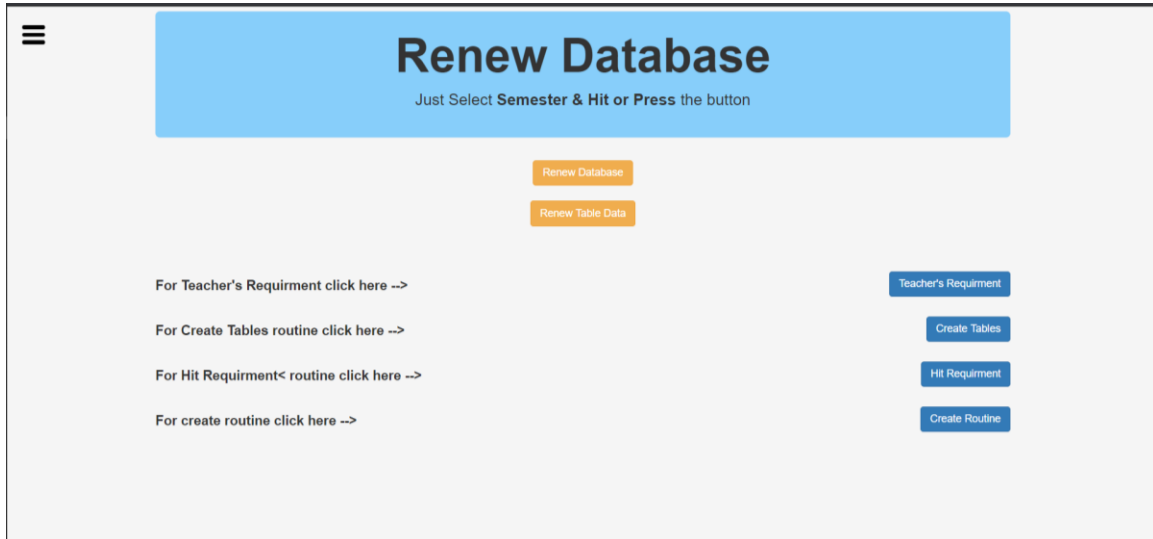 Renew Database
Just Select Semester & Hit or Press the button
Renew Database
Renew Table Data
For Teacher's Requirment click here -->
Teacher's Requirment
For Create Tables routine click here -->
Create Tables
For Hit Requirment< routine click here -->
Hit Requirment
For create routine click here -->
Create Routine